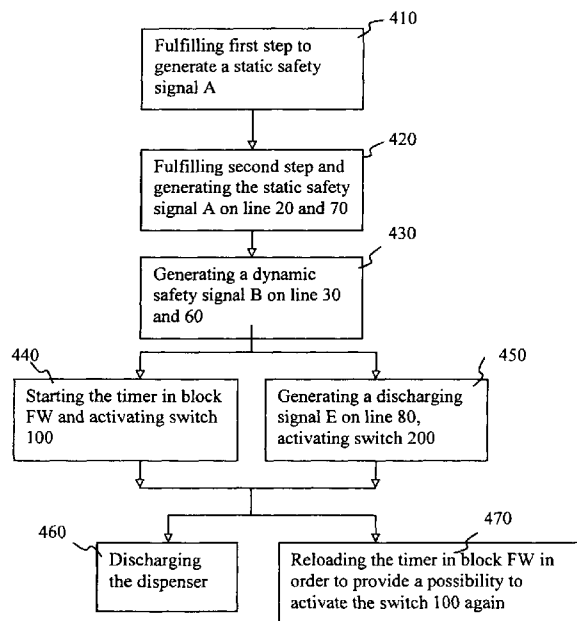 410
Fulfilling first step to
generate a static safety
signal A
420
Fulfilling second step and
generating the static safety
signal A on line 20 and 70
430
Generating a dynamic
safety signal B on line 30
and 60
440
Starting the timer in block
FW and activating switch
100
450
Generating a discharging
signal E on line 80,
activating switch 200
460
Discharging
the dispenser
470
Reloading the timer in block FW in
order to provide a possibility to
activate the switch 100 again